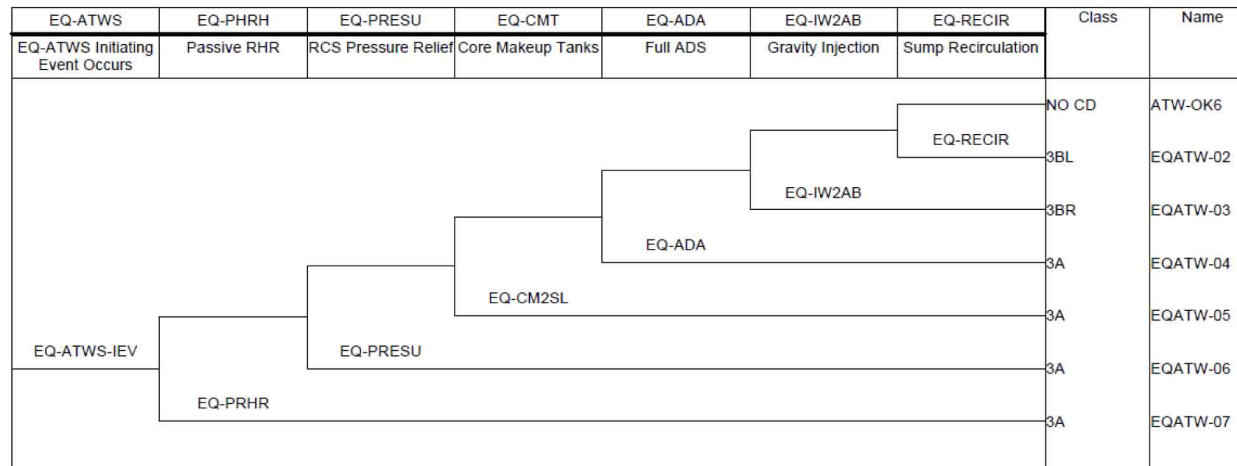 EQ-ATWS EQ-PHRH EQ-PRESU EQ-CMT EQ-ADA EQ-IW2AB EQ-RECIR Class Name
EQ-ATWS Initiating Passive RHR RCS Pressure Relief Core Makeup Tanks Full ADS Gravity Injection Sump Recirculation
Event Occurs
NO CD ATW-OK6
EQ-RECIR
3BL EQATW-02
EQ-IW2AB
3BR EQATW-03
EQ-ADA
3A EQATW-04
EQ-CM2SL
3A EQATW-05
EQ-ATWS-IEV EQ-PRESU
3A EQATW-06
EQ-PRHR
3A EQATW-07